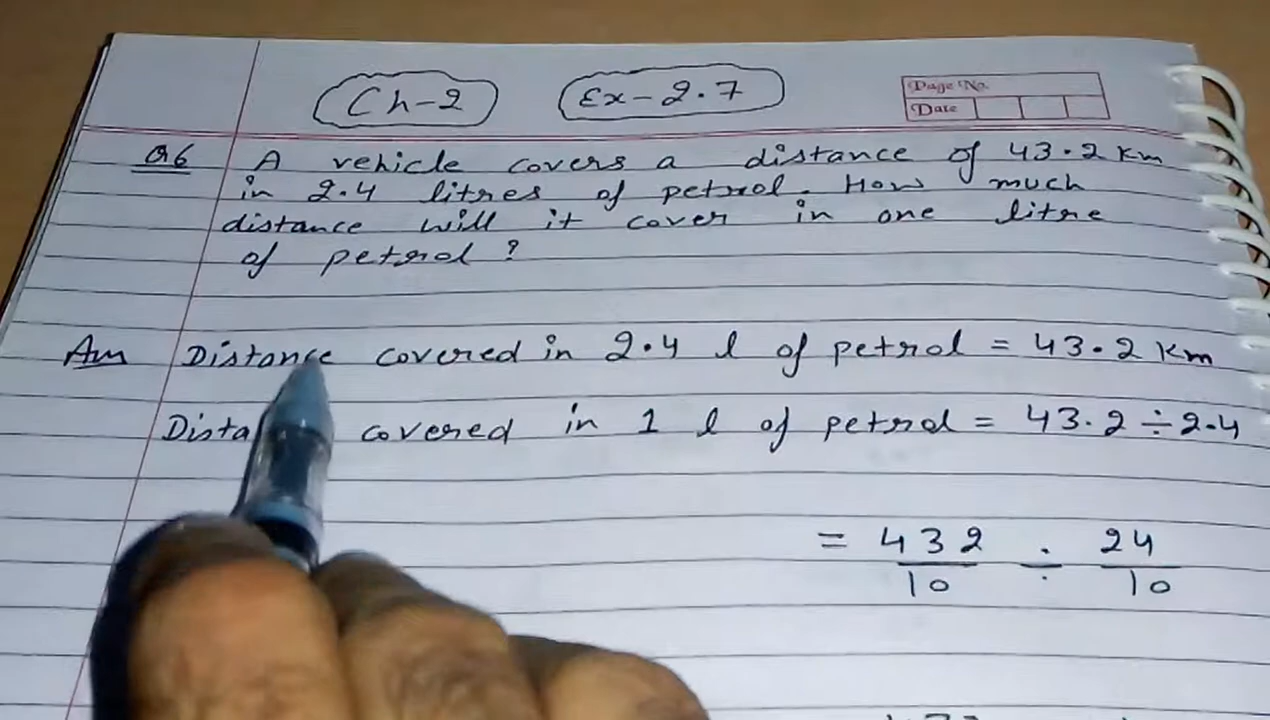 Ch-2 Ex-2.7
Page No.
Date
Q6 A vehicle covers a distance of 43.2 Km
in 2.4 litres of petrol. How much
distance will it cover in one litre
of petrol?
Ans Distance covered in 2.4 l of petrol = 43.2 Km
Dista covered in 1 l of petrol = 43.2 ÷ 2.4
= 432/10 ÷ 24/10